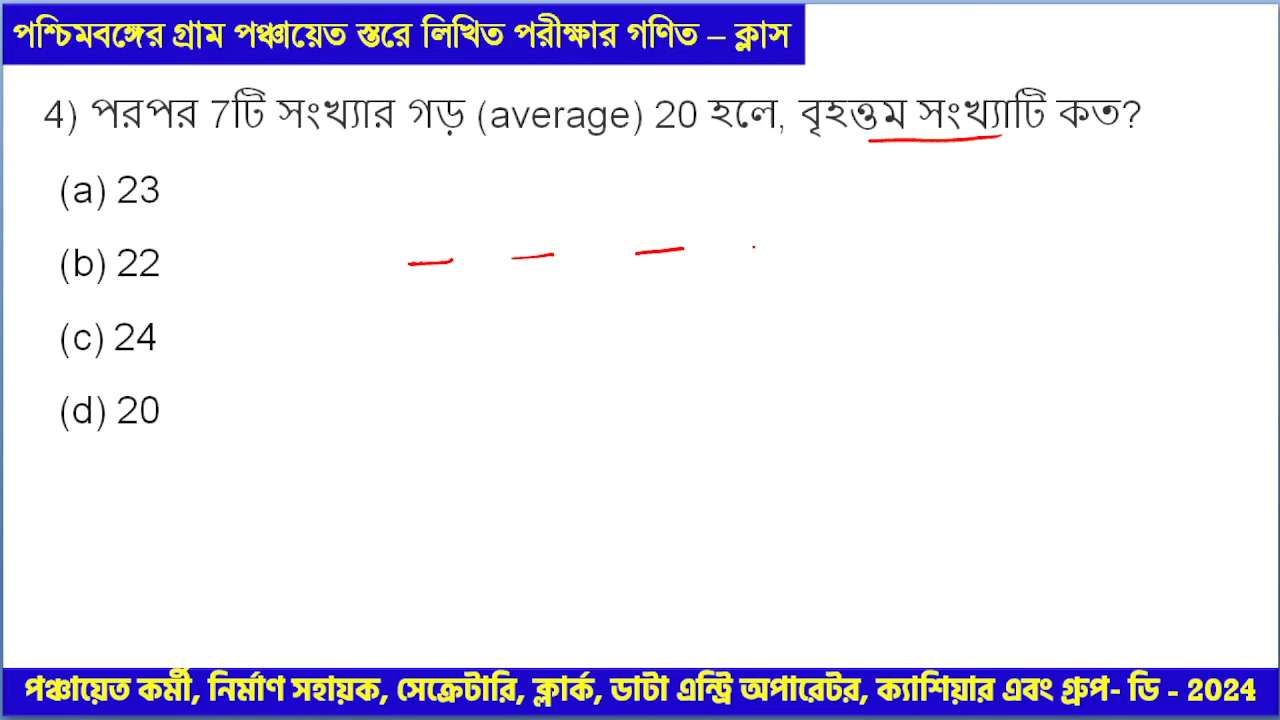 পশ্চিমবঙ্গের গ্রাম পঞ্চায়েত স্তরে লিখিত পরীক্ষার গণিত – ক্লাস
4) পরপর 7টি সংখ্যার গড় (average) 20 হলে, বৃহত্তম সংখ্যাটি কত?
(a) 23
(b) 22
(c) 24
(d) 20
পঞ্চায়েত কর্মী, নির্মাণ সহায়ক, সেক্রেটারি, ক্লার্ক, ডাটা এন্ট্রি অপারেটর, ক্যাশিয়ার এবং গ্রুপ- ডি - 2024